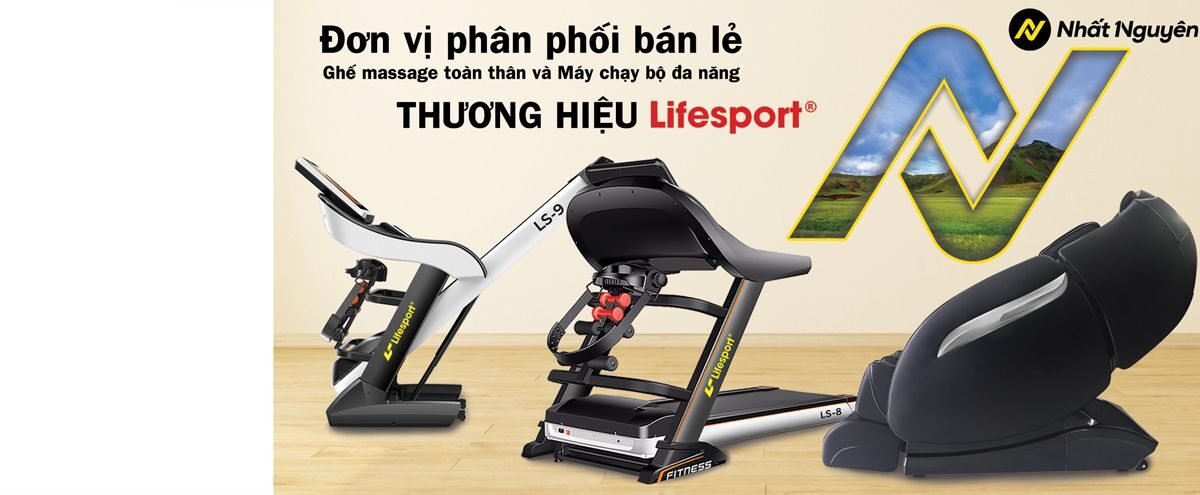 Đơn vị phân phối bán lẻ
Ghế massage toàn thân và Máy chạy bộ đa năng
THƯƠNG HIỆU Lifesport®
Nhất Nguyên
LS-9
Lifesport®
Lifesport®
LS-8
FITNESS